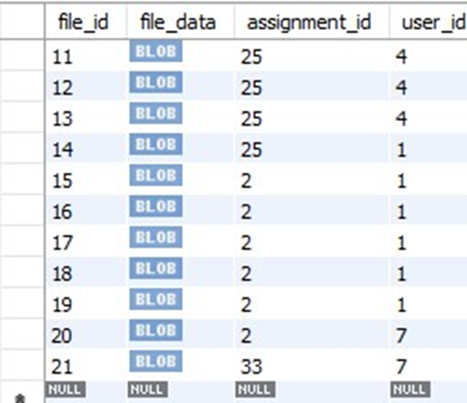 file_id file_data assignment_id user_id
11 BLOB 25 4
12 BLOB 25 4
13 BLOB 25 4
14 BLOB 25 1
15 BLOB 2 1
16 BLOB 2 1
17 BLOB 2 1
18 BLOB 2 1
19 BLOB 2 1
20 BLOB 2 7
21 BLOB 33 7
NULL NULL NULL NULL